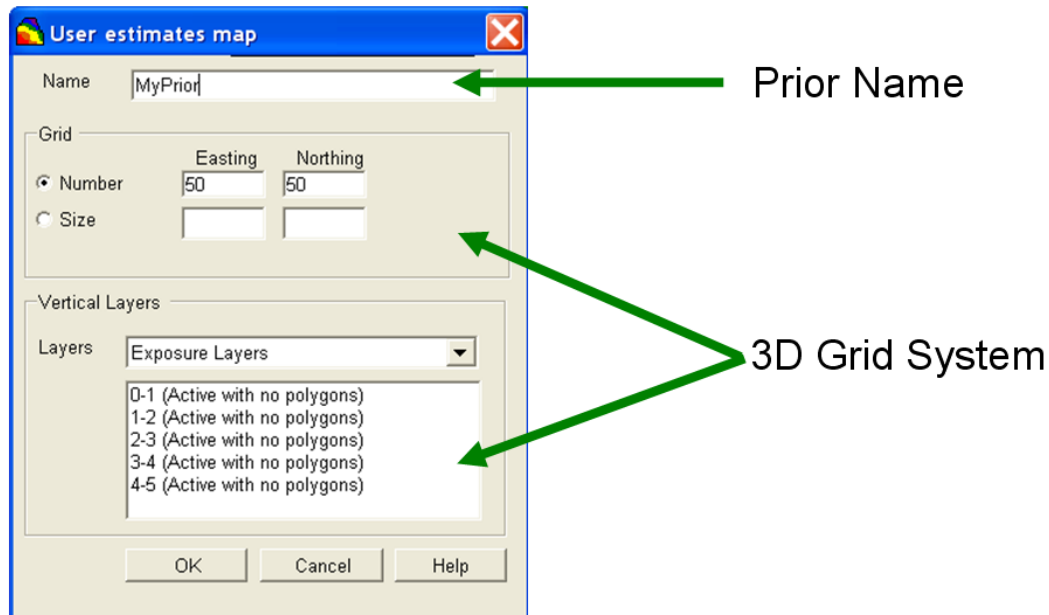 User estimates map
Name MyPrior
Prior Name
Grid
Easting Northing
Number 50 50
Size
3D Grid System
Vertical Layers
Layers Exposure Layers
0-1 (Active with no polygons)
1-2 (Active with no polygons)
2-3 (Active with no polygons)
3-4 (Active with no polygons)
4-5 (Active with no polygons)
OK Cancel Help